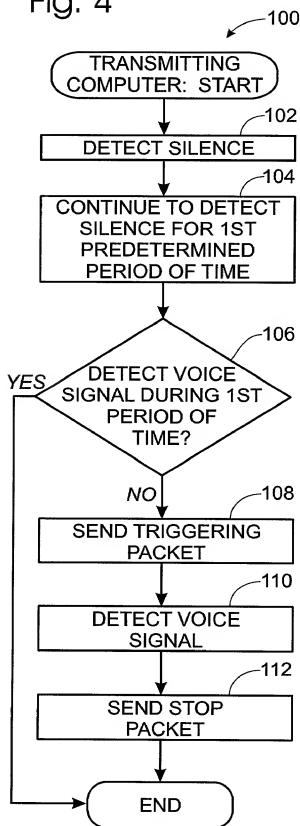 Fig. 4
100
TRANSMITTING
COMPUTER: START
102
DETECT SILENCE
104
CONTINUE TO DETECT
SILENCE FOR 1ST
PREDETERMINED
PERIOD OF TIME
106
YES
DETECT VOICE
SIGNAL DURING 1ST
PERIOD OF
TIME?
NO
108
SEND TRIGGERING
PACKET
110
DETECT VOICE
SIGNAL
112
SEND STOP
PACKET
END